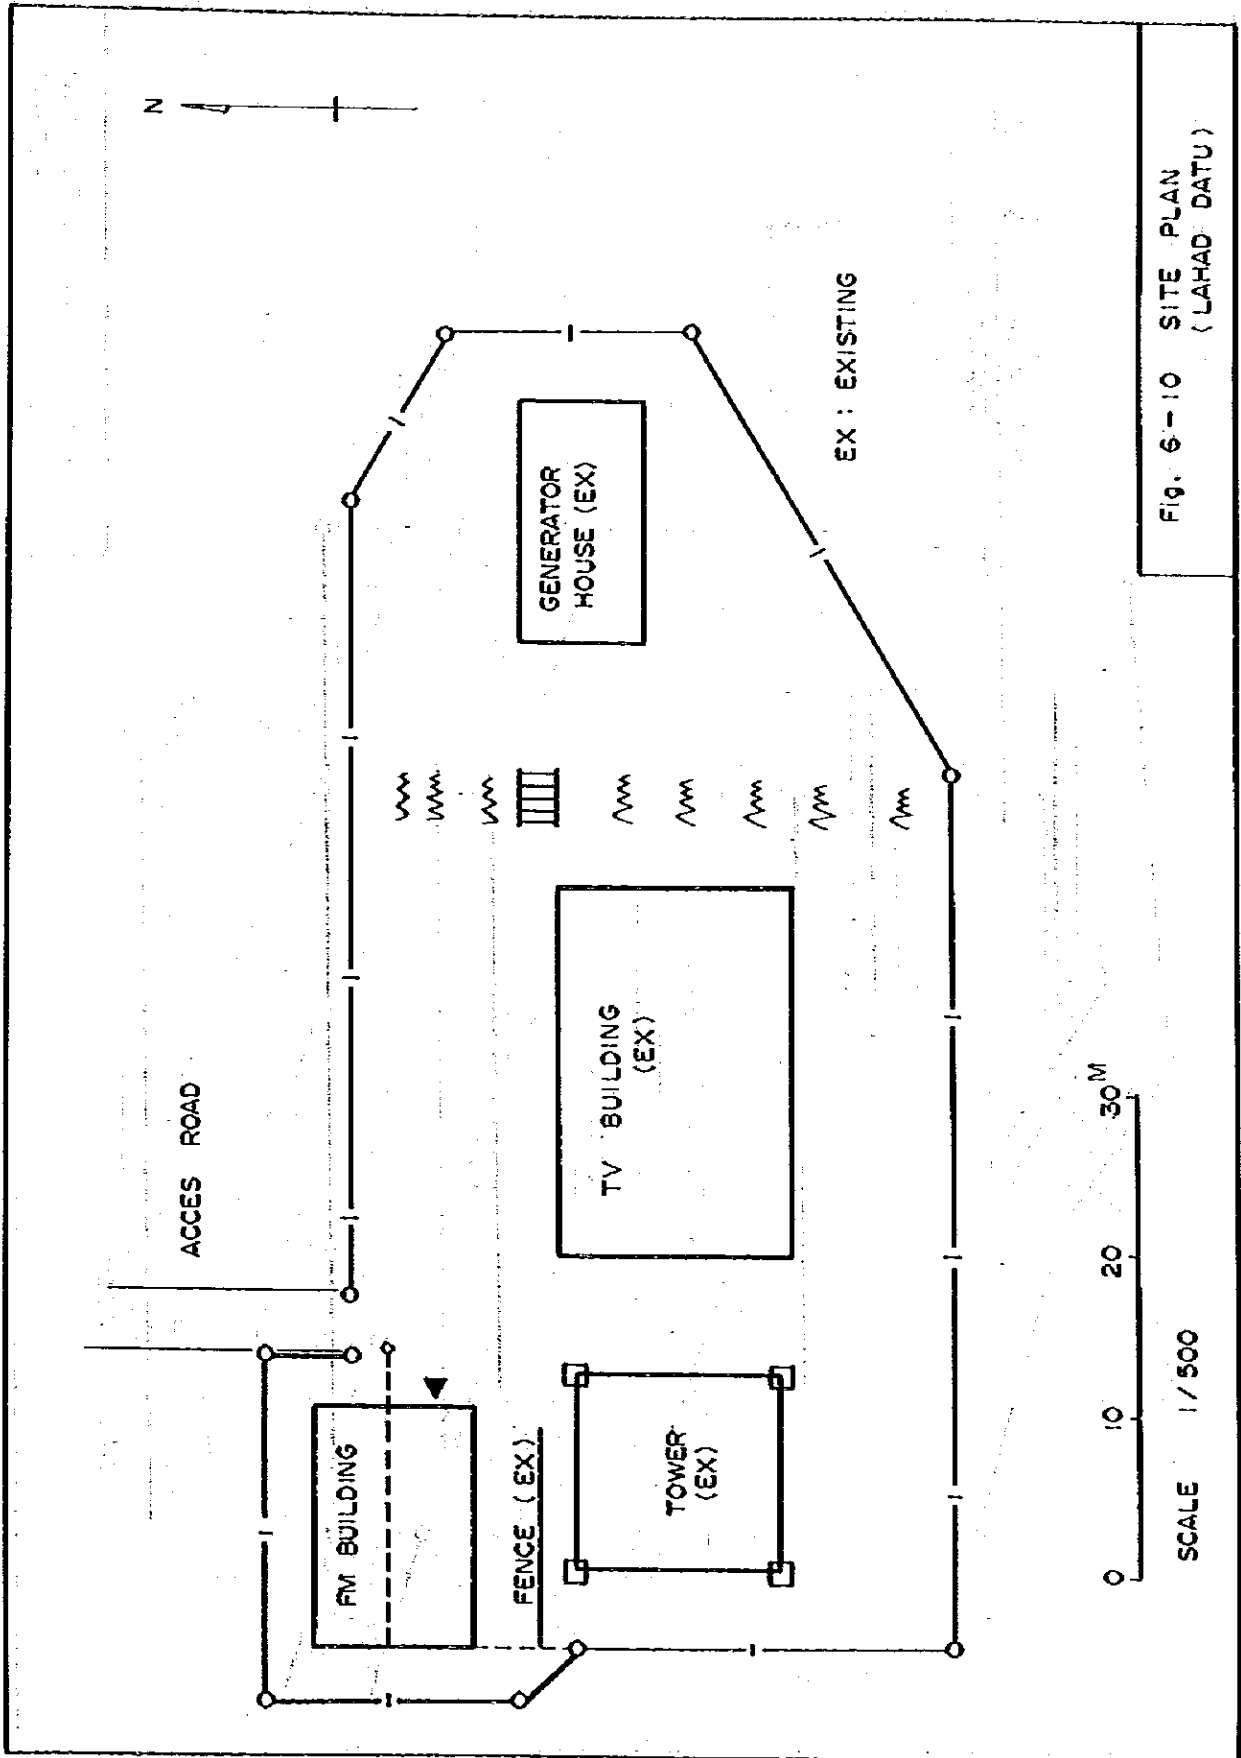 N
ACCES ROAD
FM BUILDING
FENCE (EX)
TOWER
(EX)
TV BUILDING
(EX)
GENERATOR
HOUSE (EX)
EX : EXISTING
0 10 20 30 M
SCALE 1/500
Fig. 6-10 SITE PLAN
(LAHAD DATU)